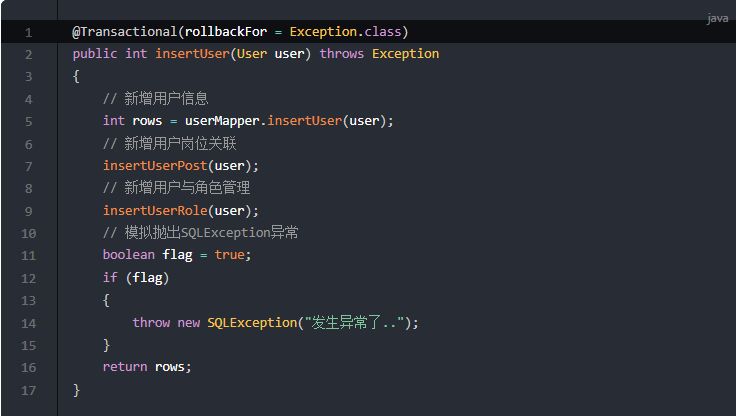 java
1 @Transactional(rollbackFor = Exception.class)
2 public int insertUser(User user) throws Exception
3 {
4     // 新增用户信息
5     int rows = userMapper.insertUser(user);
6     // 新增用户岗位关联
7     insertUserPost(user);
8     // 新增用户与角色管理
9     insertUserRole(user);
10     // 模拟抛出SQLException异常
11     boolean flag = true;
12     if (flag)
13     {
14         throw new SQLException("发生异常了..");
15     }
16     return rows;
17 }